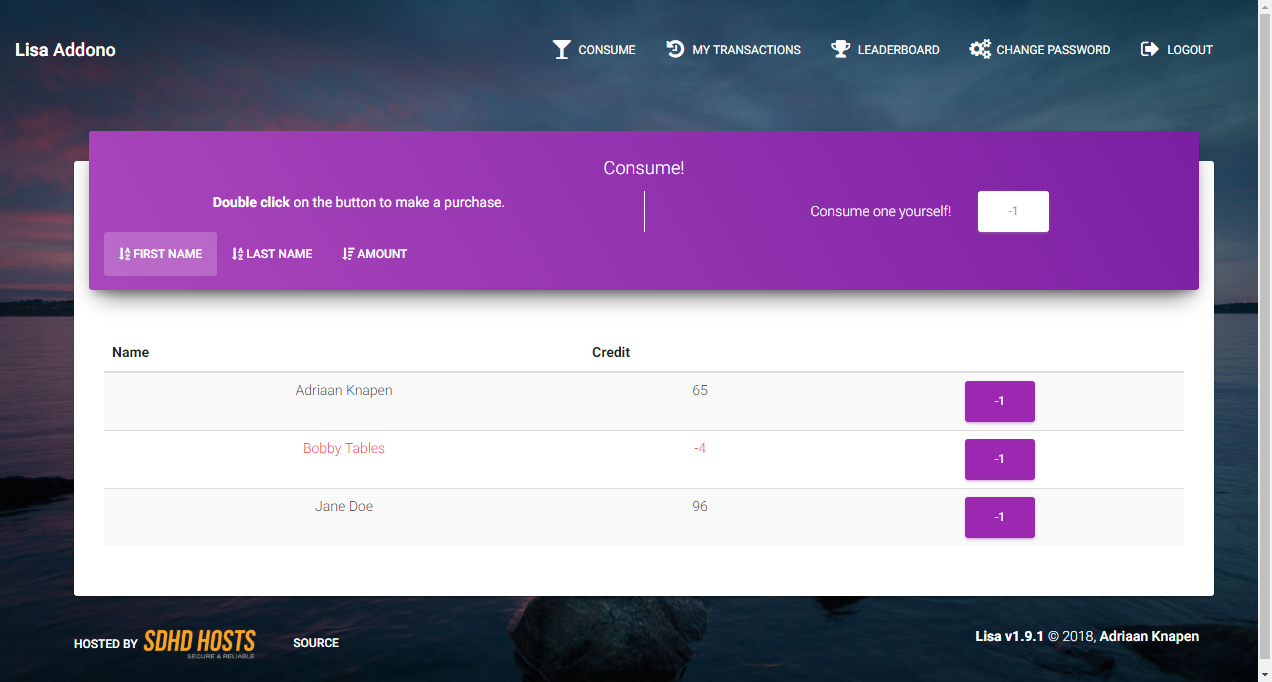 Lisa Addono
CONSUME
MY TRANSACTIONS
LEADERBOARD
CHANGE PASSWORD
LOGOUT
Consume!
Double click on the button to make a purchase.
Consume one yourself!
-1
FIRST NAME
LAST NAME
AMOUNT
Name Credit
Adriaan Knapen 65 -1
Bobby Tables -4 -1
Jane Doe 96 -1
HOSTED BY SDHD HOSTS
SECURE & RELIABLE
SOURCE
Lisa v1.9.1 © 2018, Adriaan Knapen